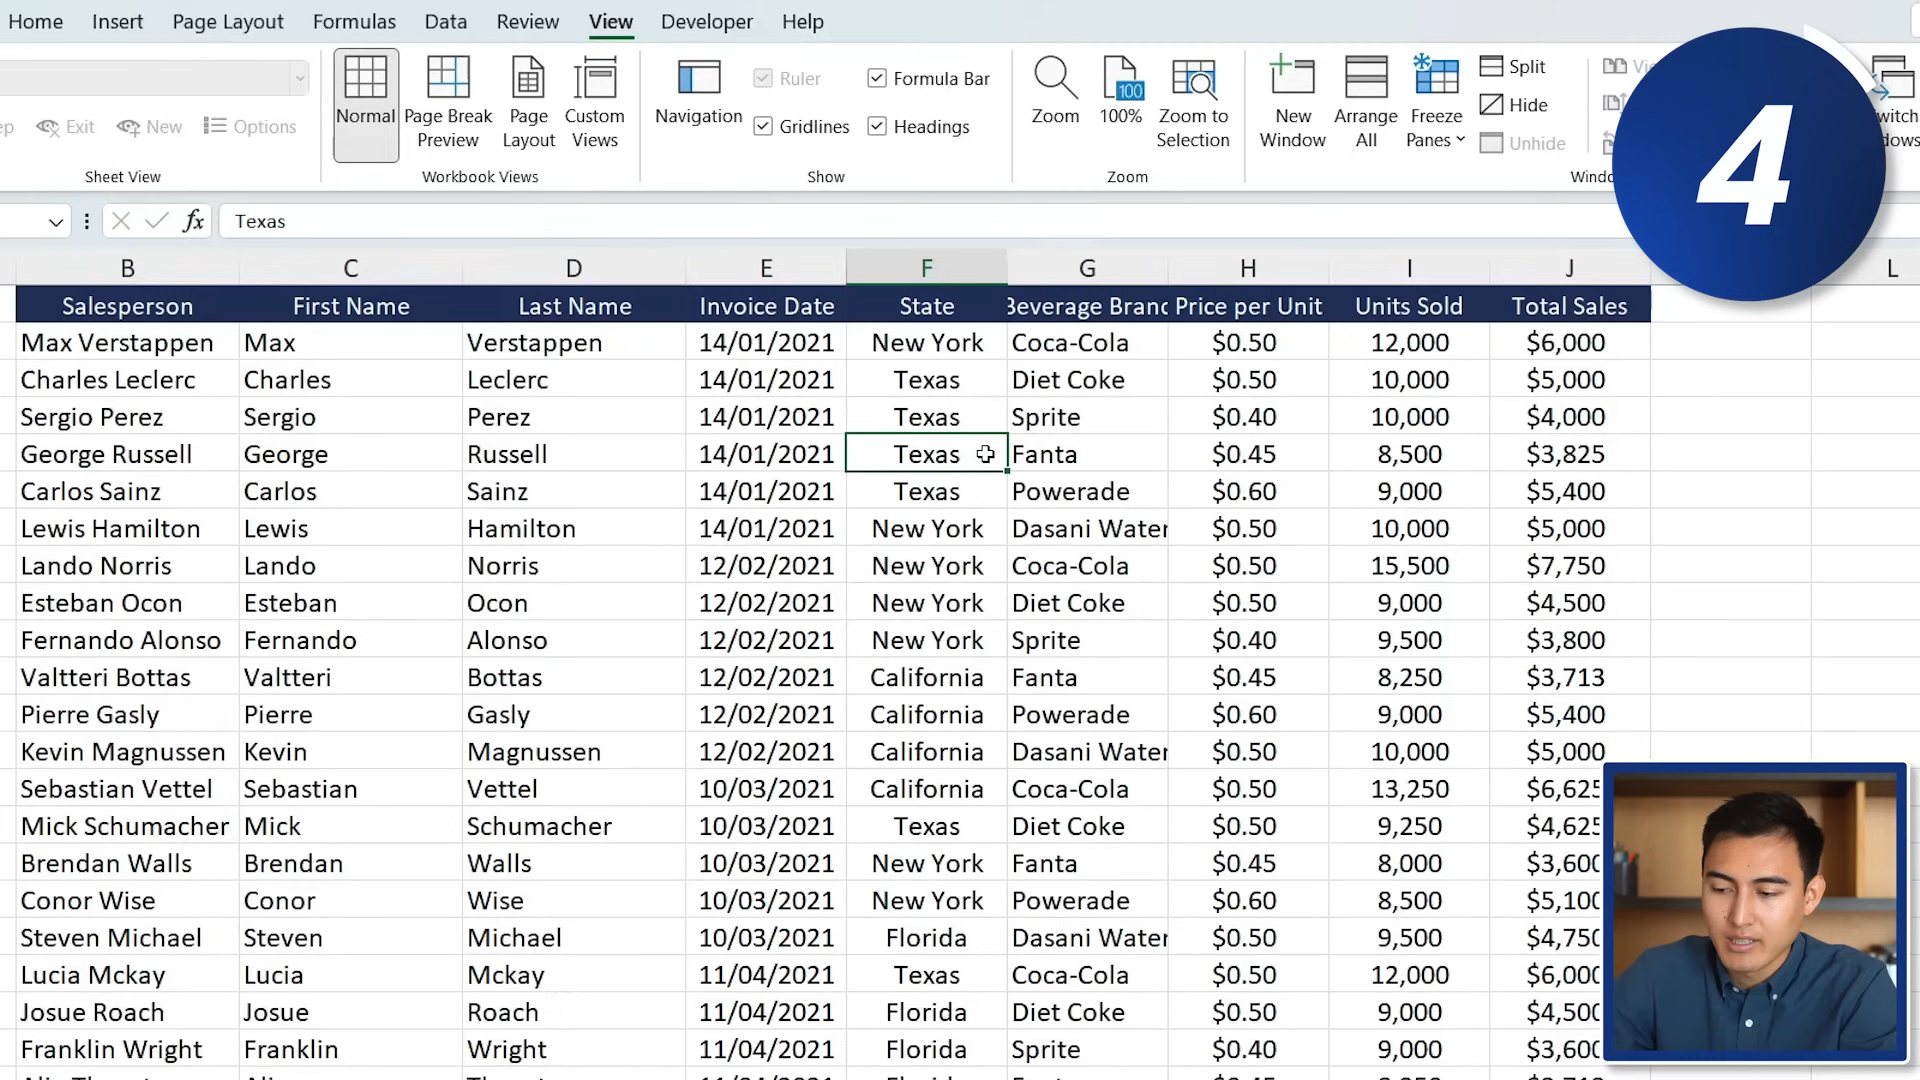 Home Insert Page Layout Formulas Data Review View Developer Help
Exit New Options
Sheet View
Normal
Page Break Preview
Page Layout
Custom Views
Workbook Views
Navigation
Ruler
Formula Bar
Gridlines
Headings
Show
Zoom
100
100%
Zoom to Selection
Zoom
New Window
Arrange All
Freeze Panes
Split
Hide
Unhide
4
fx Texas
B C D E F G H I J L
Salesperson First Name Last Name Invoice Date State Beverage Brand Price per Unit Units Sold Total Sales
Max Verstappen Max Verstappen 14/01/2021 New York Coca-Cola $0.50 12,000 $6,000
Charles Leclerc Charles Leclerc 14/01/2021 Texas Diet Coke $0.50 10,000 $5,000
Sergio Perez Sergio Perez 14/01/2021 Texas Sprite $0.40 10,000 $4,000
George Russell George Russell 14/01/2021 Texas Fanta $0.45 8,500 $3,825
Carlos Sainz Carlos Sainz 14/01/2021 Texas Powerade $0.60 9,000 $5,400
Lewis Hamilton Lewis Hamilton 14/01/2021 New York Dasani Water $0.50 10,000 $5,000
Lando Norris Lando Norris 12/02/2021 New York Coca-Cola $0.50 15,500 $7,750
Esteban Ocon Esteban Ocon 12/02/2021 New York Diet Coke $0.50 9,000 $4,500
Fernando Alonso Fernando Alonso 12/02/2021 New York Sprite $0.40 9,500 $3,800
Valtteri Bottas Valtteri Bottas 12/02/2021 California Fanta $0.45 8,250 $3,713
Pierre Gasly Pierre Gasly 12/02/2021 California Powerade $0.60 9,000 $5,400
Kevin Magnussen Kevin Magnussen 12/02/2021 California Dasani Water $0.50 10,000 $5,000
Sebastian Vettel Sebastian Vettel 10/03/2021 California Coca-Cola $0.50 13,250 $6,625
Mick Schumacher Mick Schumacher 10/03/2021 Texas Diet Coke $0.50 9,250 $4,625
Brendan Walls Brendan Walls 10/03/2021 New York Fanta $0.45 8,000 $3,600
Conor Wise Conor Wise 10/03/2021 New York Powerade $0.60 8,500 $5,100
Steven Michael Steven Michael 10/03/2021 Florida Dasani Water $0.50 9,500 $4,750
Lucia Mckay Lucia Mckay 11/04/2021 Texas Coca-Cola $0.50 12,000 $6,000
Josue Roach Josue Roach 11/04/2021 Florida Diet Coke $0.50 9,000 $4,500
Franklin Wright Franklin Wright 11/04/2021 Florida Sprite $0.40 9,000 $3,600